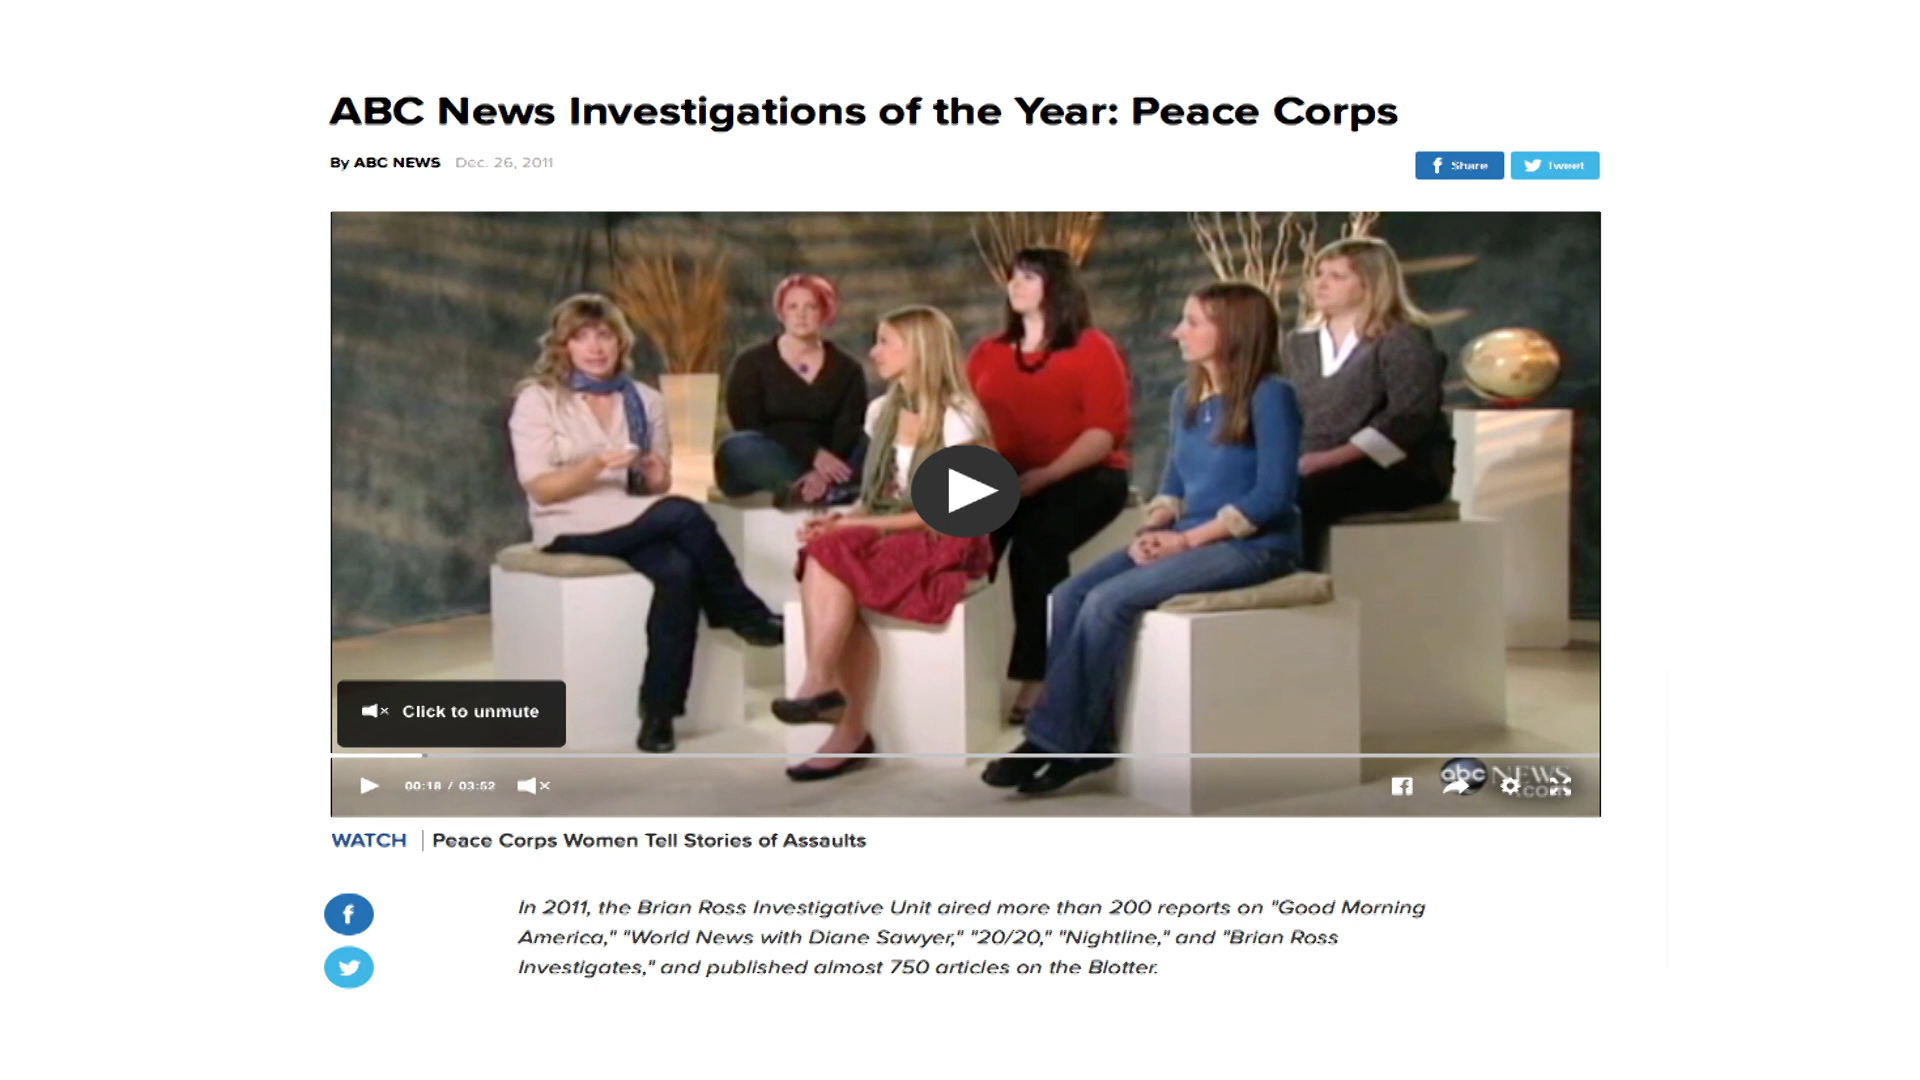 ABC News Investigations of the Year: Peace Corps
By ABC NEWS Dec. 26, 2011
Share
Tweet
Click to unmute
00:18 / 03:52
abc NEWS
.com
WATCH Peace Corps Women Tell Stories of Assaults
In 2011, the Brian Ross Investigative Unit aired more than 200 reports on "Good Morning
America," "World News with Diane Sawyer," "20/20," "Nightline," and "Brian Ross
Investigates," and published almost 750 articles on the Blotter.